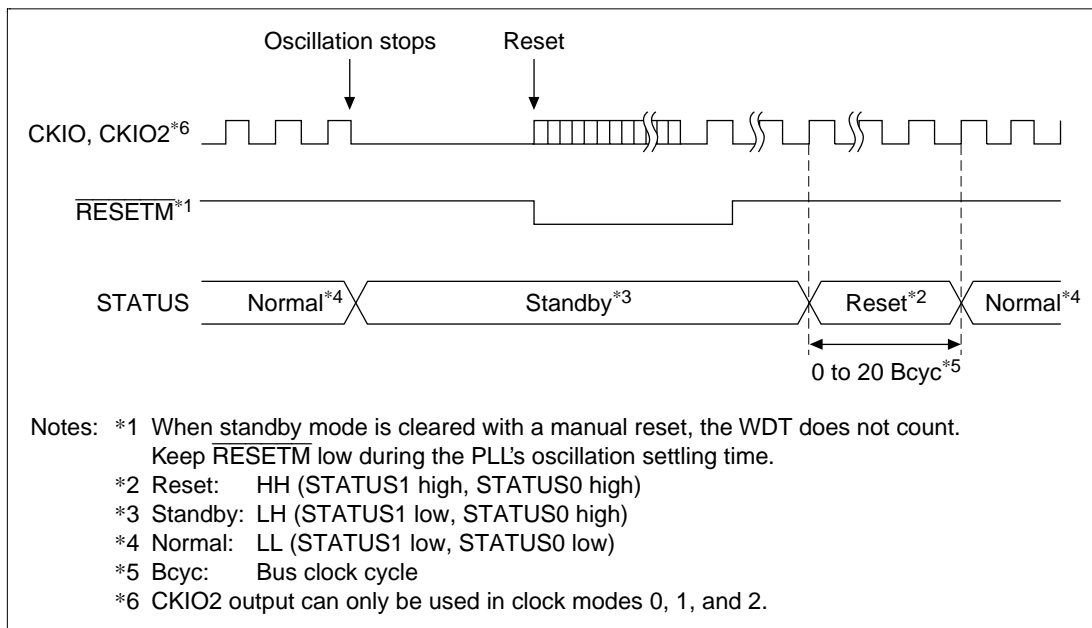 Oscillation stops Reset
CKIO, CKIO2*6
RESETM*1
STATUS Normal*4 Standby*3 Reset*2 Normal*4
0 to 20 Bcyc*5
Notes: *1 When standby mode is cleared with a manual reset, the WDT does not count.
Keep RESETM low during the PLL's oscillation settling time.
*2 Reset: HH (STATUS1 high, STATUS0 high)
*3 Standby: LH (STATUS1 low, STATUS0 high)
*4 Normal: LL (STATUS1 low, STATUS0 low)
*5 Bcyc: Bus clock cycle
*6 CKIO2 output can only be used in clock modes 0, 1, and 2.